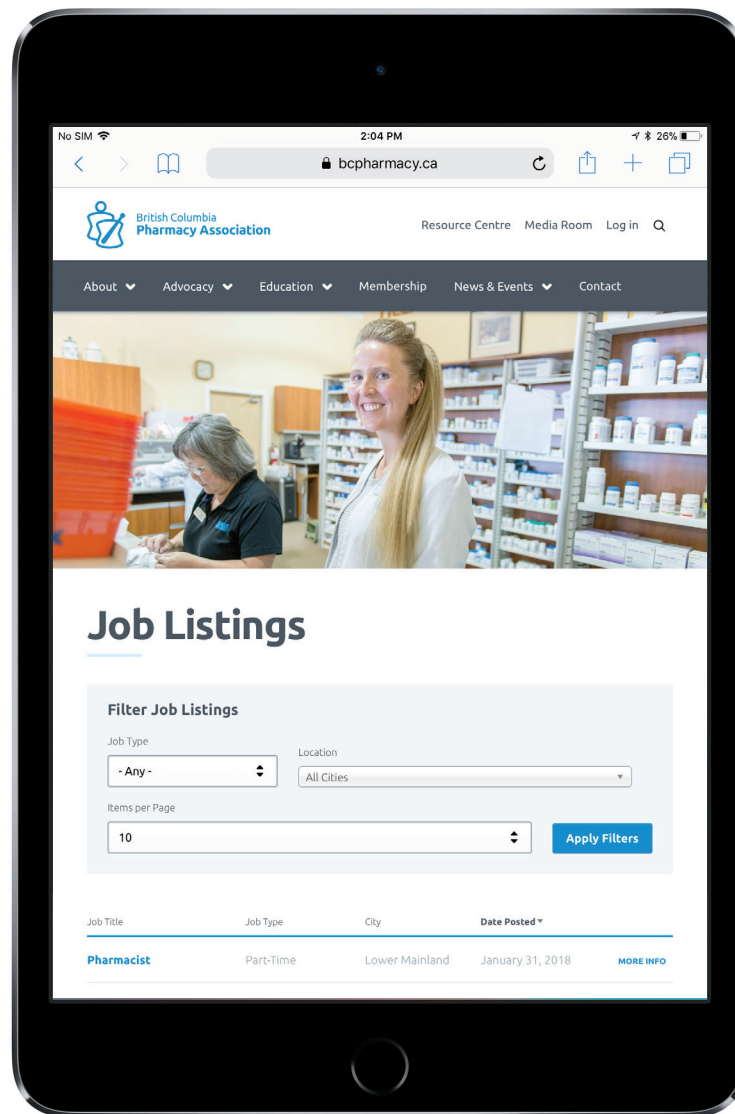 No SIM 2:04 PM 26%
bcpharmacy.ca
British Columbia
Pharmacy Association
Resource Centre Media Room Log in
About Advocacy Education Membership News & Events Contact
Job Listings
Filter Job Listings
Job Type
Location
- Any -
All Cities
Items per Page
10
Apply Filters
Job Title Job Type City Date Posted
Pharmacist Part-Time Lower Mainland January 31, 2018 MORE INFO